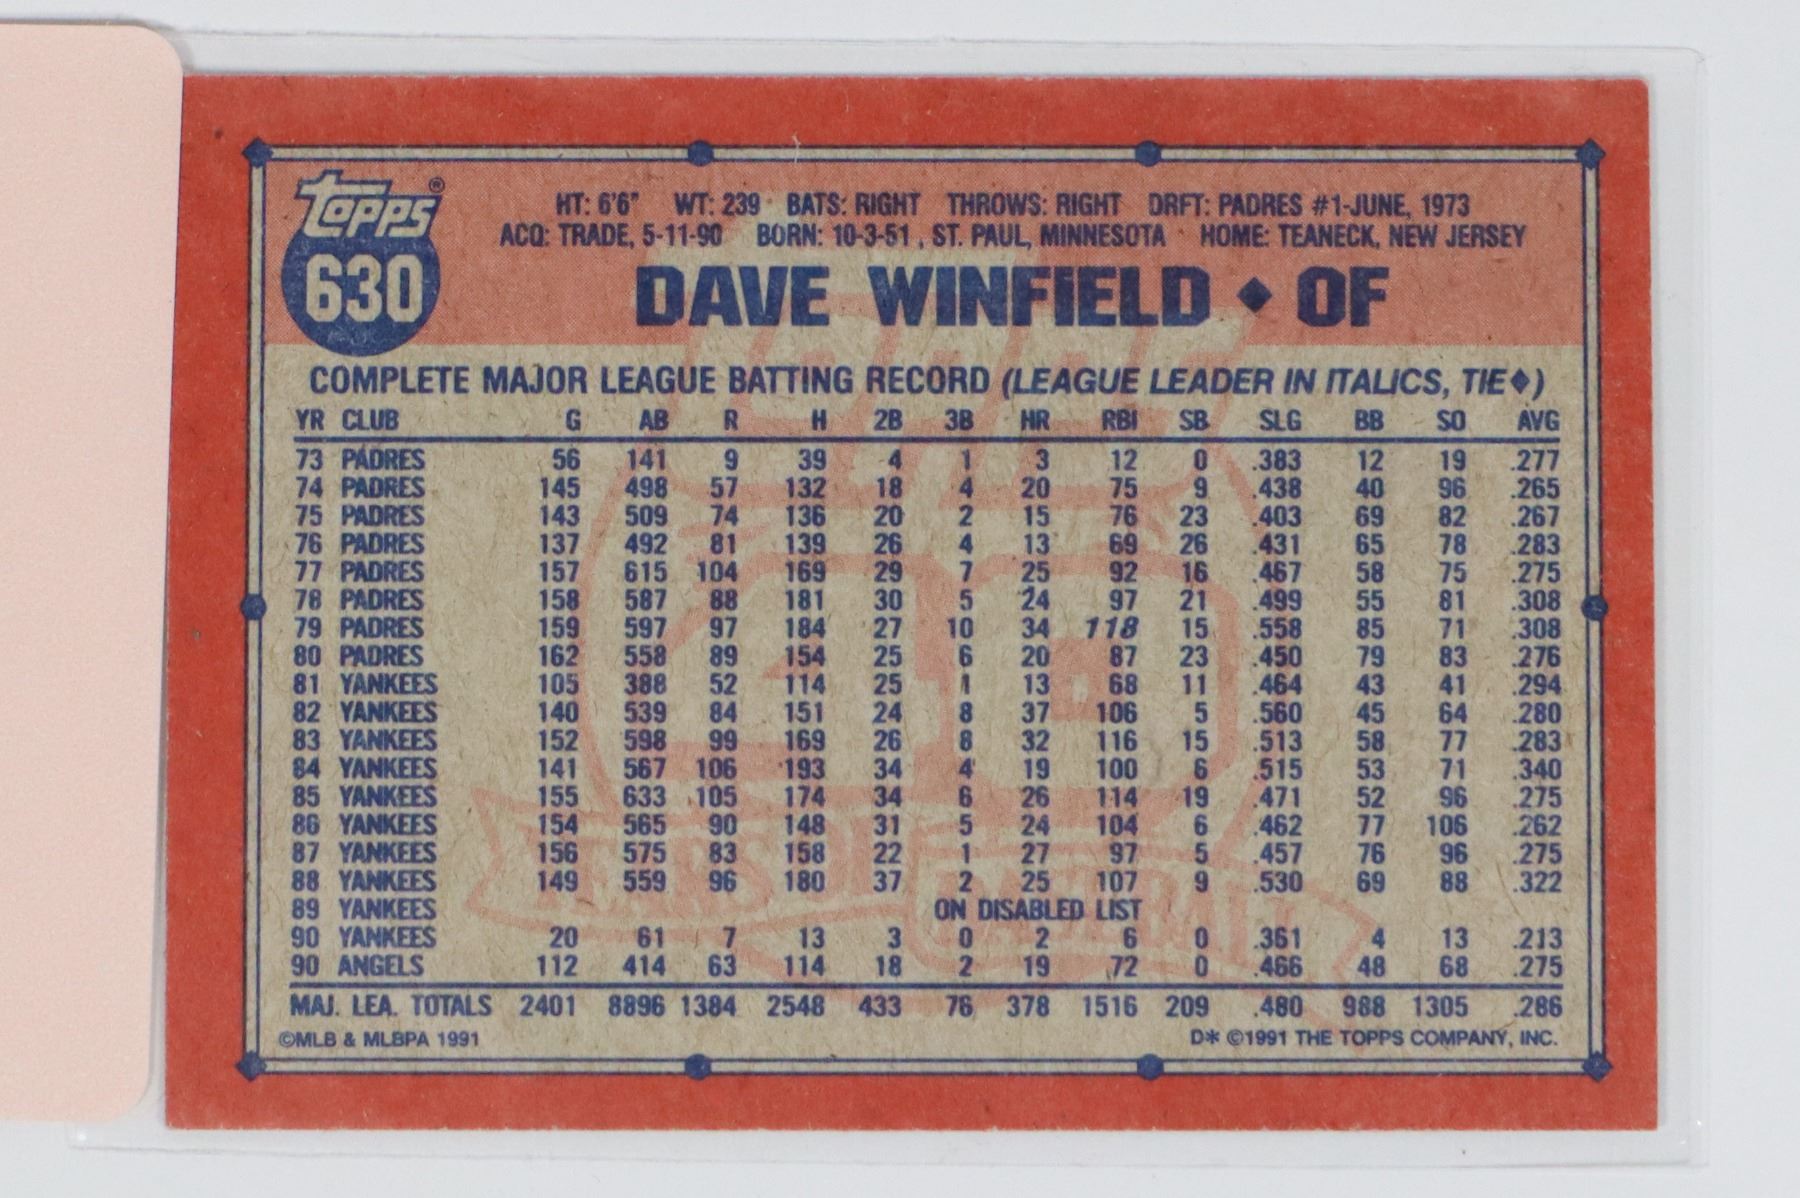 topps®
630
HT: 6'6" WT: 239 BATS: RIGHT THROWS: RIGHT DRFT: PADRES #1-JUNE, 1973
ACQ: TRADE, 5-11-90 BORN: 10-3-51, ST. PAUL, MINNESOTA HOME: TEANECK, NEW JERSEY
DAVE WINFIELD ◆ OF
COMPLETE MAJOR LEAGUE BATTING RECORD (LEAGUE LEADER IN ITALICS, TIE◆)
YR CLUB G AB R H 2B 3B HR RBI SB SLG BB SO AVG
73 PADRES 56 141 9 39 4 1 3 12 0 .383 12 19 .277
74 PADRES 145 498 57 132 18 4 20 75 9 .438 40 96 .265
75 PADRES 143 509 74 136 20 2 15 76 23 .403 69 82 .267
76 PADRES 137 492 81 139 26 4 13 69 26 .431 65 78 .283
77 PADRES 157 615 104 169 29 7 25 92 16 .467 58 75 .275
78 PADRES 158 587 88 181 30 5 24 97 21 .499 55 81 .308
79 PADRES 159 597 97 184 27 10 34 118 15 .558 85 71 .308
80 PADRES 162 558 89 154 25 6 20 87 23 .450 79 83 .276
81 YANKEES 105 388 52 114 25 1 13 68 11 .464 43 41 .294
82 YANKEES 140 539 84 151 24 8 37 106 5 .560 45 64 .280
83 YANKEES 152 598 99 169 26 8 32 116 15 .513 58 77 .283
84 YANKEES 141 567 106 193 34 4 19 100 6 .515 53 71 .340
85 YANKEES 155 633 105 174 34 6 26 114 19 .471 52 96 .275
86 YANKEES 154 565 90 148 31 5 24 104 6 .462 77 106 .262
87 YANKEES 156 575 83 158 22 1 27 97 5 .457 76 96 .275
88 YANKEES 149 559 96 180 37 2 25 107 9 .530 69 88 .322
89 YANKEES ON DISABLED LIST
90 YANKEES 20 61 7 13 3 0 2 6 0 .361 4 13 .213
90 ANGELS 112 414 63 114 18 2 19 72 0 .466 48 68 .275
MAJ. LEA. TOTALS 2401 8896 1384 2548 433 76 378 1516 209 .480 988 1305 .286
©MLB & MLBPA 1991 D* ©1991 THE TOPPS COMPANY, INC.
topps
40
YEARS OF BASEBALL